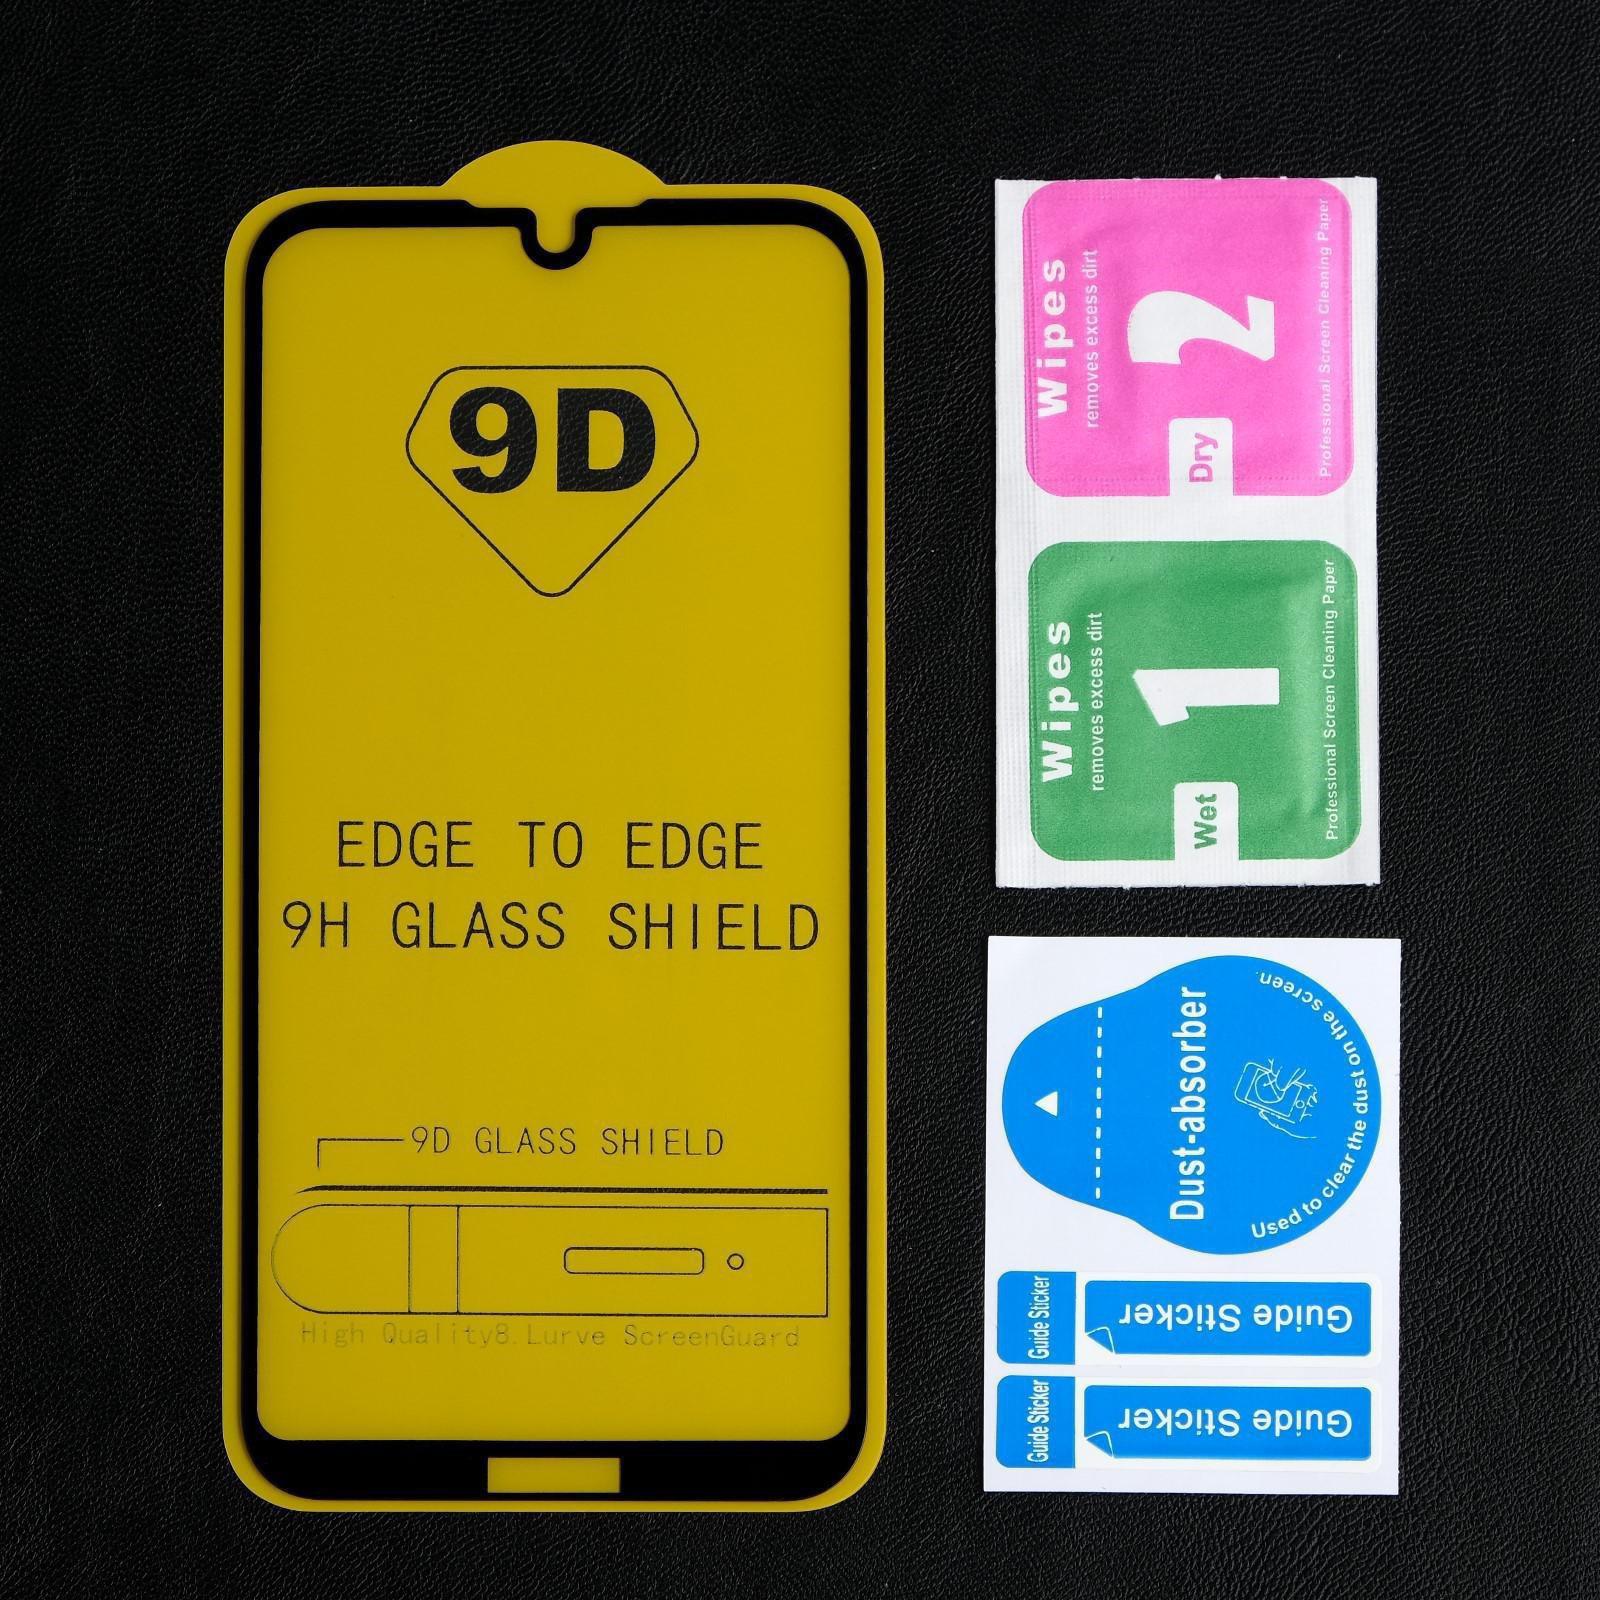 9D
EDGE TO EDGE
9H GLASS SHIELD
9D GLASS SHIELD
High Quality8.Lurve ScreenGuard
Wipes
removes excess dirt
2
Dry
Professional Screen Cleaning Paper
Wipes
removes excess dirt
1
Wet
Professional Screen Cleaning Paper
Dust-absorber
Used to clear the dust on the screen.
Guide Sticker
Guide Sticker
Guide Sticker
Guide Sticker